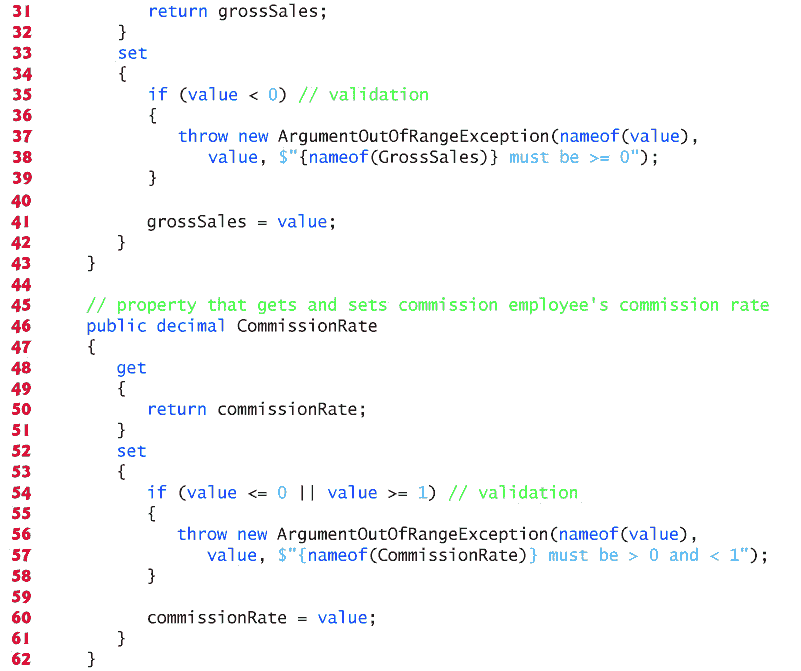 31 return grossSales;
32 }
33 set
34 {
35 if (value < 0) // validation
36 {
37 throw new ArgumentOutOfRangeException(nameof(value),
38 value, $"{nameof(GrossSales)} must be >= 0");
39 }
40
41 grossSales = value;
42 }
43 }
44
45 // property that gets and sets commission employee's commission rate
46 public decimal CommissionRate
47 {
48 get
49 {
50 return commissionRate;
51 }
52 set
53 {
54 if (value <= 0 || value >= 1) // validation
55 {
56 throw new ArgumentOutOfRangeException(nameof(value),
57 value, $"{nameof(CommissionRate)} must be > 0 and < 1");
58 }
59
60 commissionRate = value;
61 }
62 }